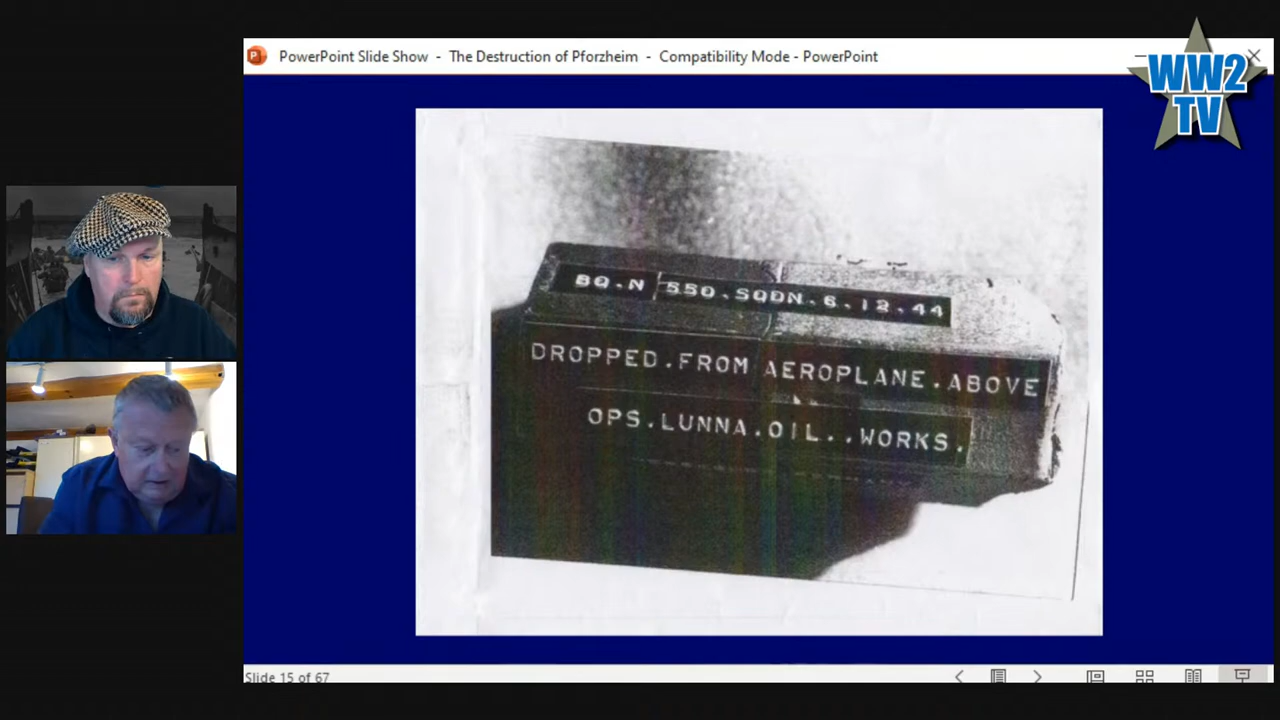 PowerPoint Slide Show - The Destruction of Pforzheim - Compatibility Mode - PowerPoint
WW2
TV
BQ.N 550.SQDN.6.12.44
DROPPED.FROM AEROPLANE.ABOVE
OPS.LUNNA.OIL..WORKS.
Slide 15 of 67